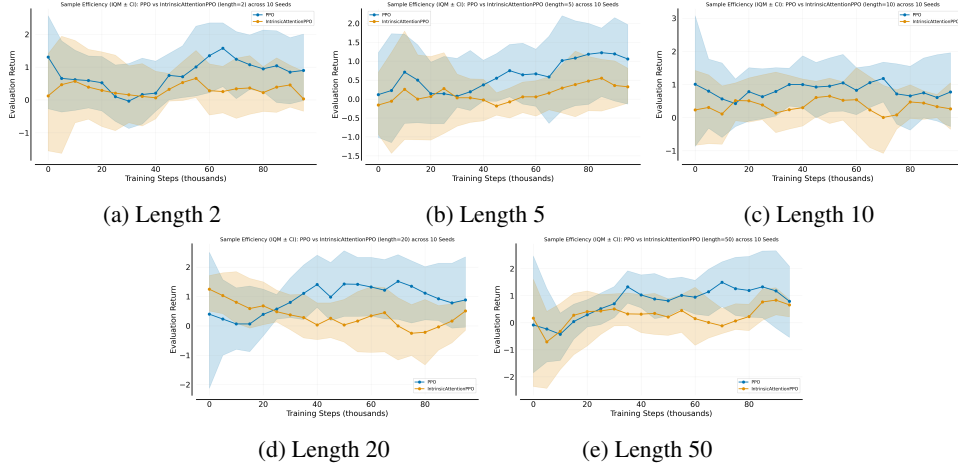 Sample Efficiency (IQM ± CI): PPO vs IntrinsicAttentionPPO (length=2) across 10 Seeds
PPO
IntrinsicAttentionPPO
2
1
0
−1
Evaluation Return
0 20 40 60 80
Training Steps (thousands)
(a) Length 2
Sample Efficiency (IQM ± CI): PPO vs IntrinsicAttentionPPO (length=5) across 10 Seeds
PPO
IntrinsicAttentionPPO
2.0
1.5
1.0
0.5
0.0
−0.5
−1.0
−1.5
Evaluation Return
0 20 40 60 80
Training Steps (thousands)
(b) Length 5
Sample Efficiency (IQM ± CI): PPO vs IntrinsicAttentionPPO (length=10) across 10 Seeds
PPO
IntrinsicAttentionPPO
3
2
1
0
−1
Evaluation Return
0 20 40 60 80
Training Steps (thousands)
(c) Length 10
Sample Efficiency (IQM ± CI): PPO vs IntrinsicAttentionPPO (length=20) across 10 Seeds
2
1
0
−1
−2
Evaluation Return
PPO
IntrinsicAttentionPPO
0 20 40 60 80
Training Steps (thousands)
(d) Length 20
Sample Efficiency (IQM ± CI): PPO vs IntrinsicAttentionPPO (length=50) across 10 Seeds
2
1
0
−1
−2
Evaluation Return
PPO
IntrinsicAttentionPPO
0 20 40 60 80
Training Steps (thousands)
(e) Length 50